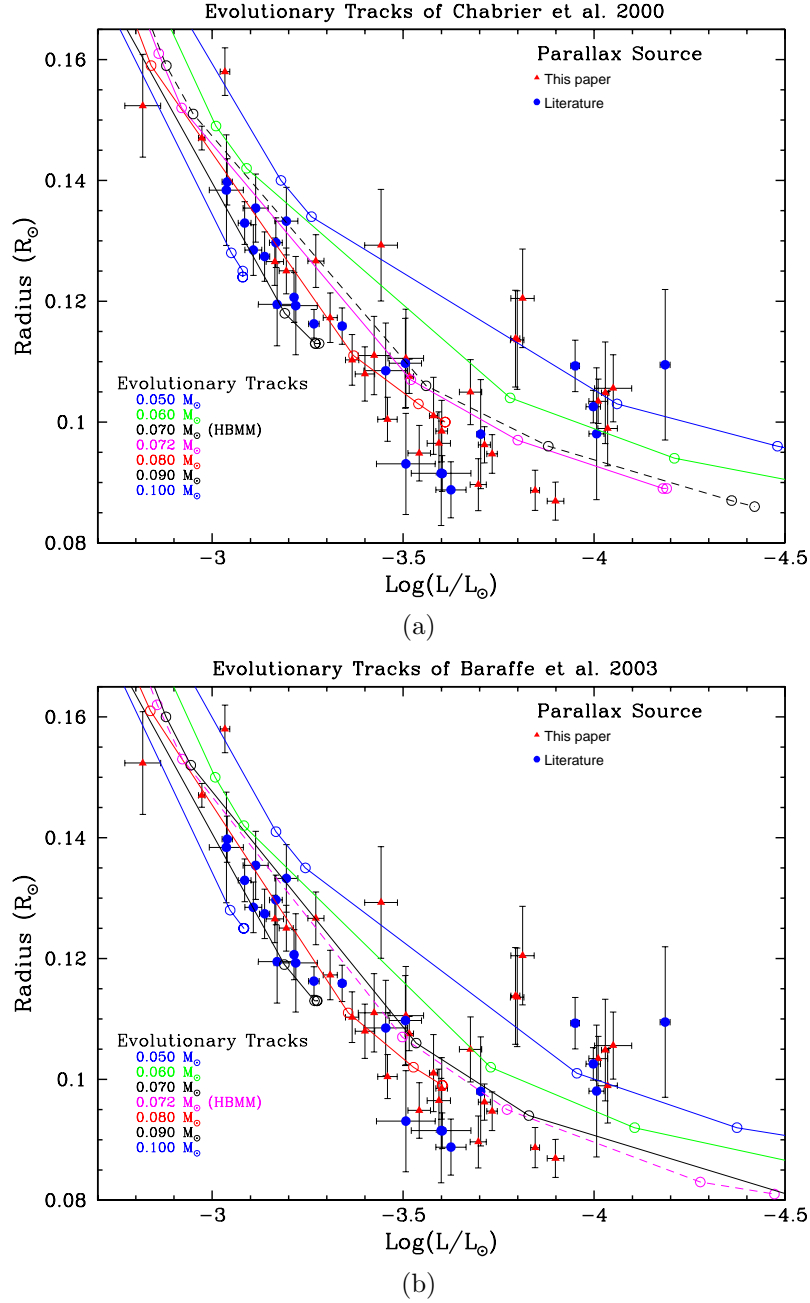 Evolutionary Tracks of Chabrier et al. 2000
Parallax Source
This paper
Literature
0.16
0.14
0.12
0.1
0.08
Radius (R⊙)
Evolutionary Tracks
0.050 M⊙
0.060 M⊙
0.070 M⊙ (HBMM)
0.072 M⊙
0.080 M⊙
0.090 M⊙
0.100 M⊙
−3 −3.5 −4 −4.5
Log(L/L⊙)
(a)
Evolutionary Tracks of Baraffe et al. 2003
Parallax Source
This paper
Literature
0.16
0.14
0.12
0.1
0.08
Radius (R⊙)
Evolutionary Tracks
0.050 M⊙
0.060 M⊙
0.070 M⊙
0.072 M⊙ (HBMM)
0.080 M⊙
0.090 M⊙
0.100 M⊙
−3 −3.5 −4 −4.5
Log(L/L⊙)
(b)